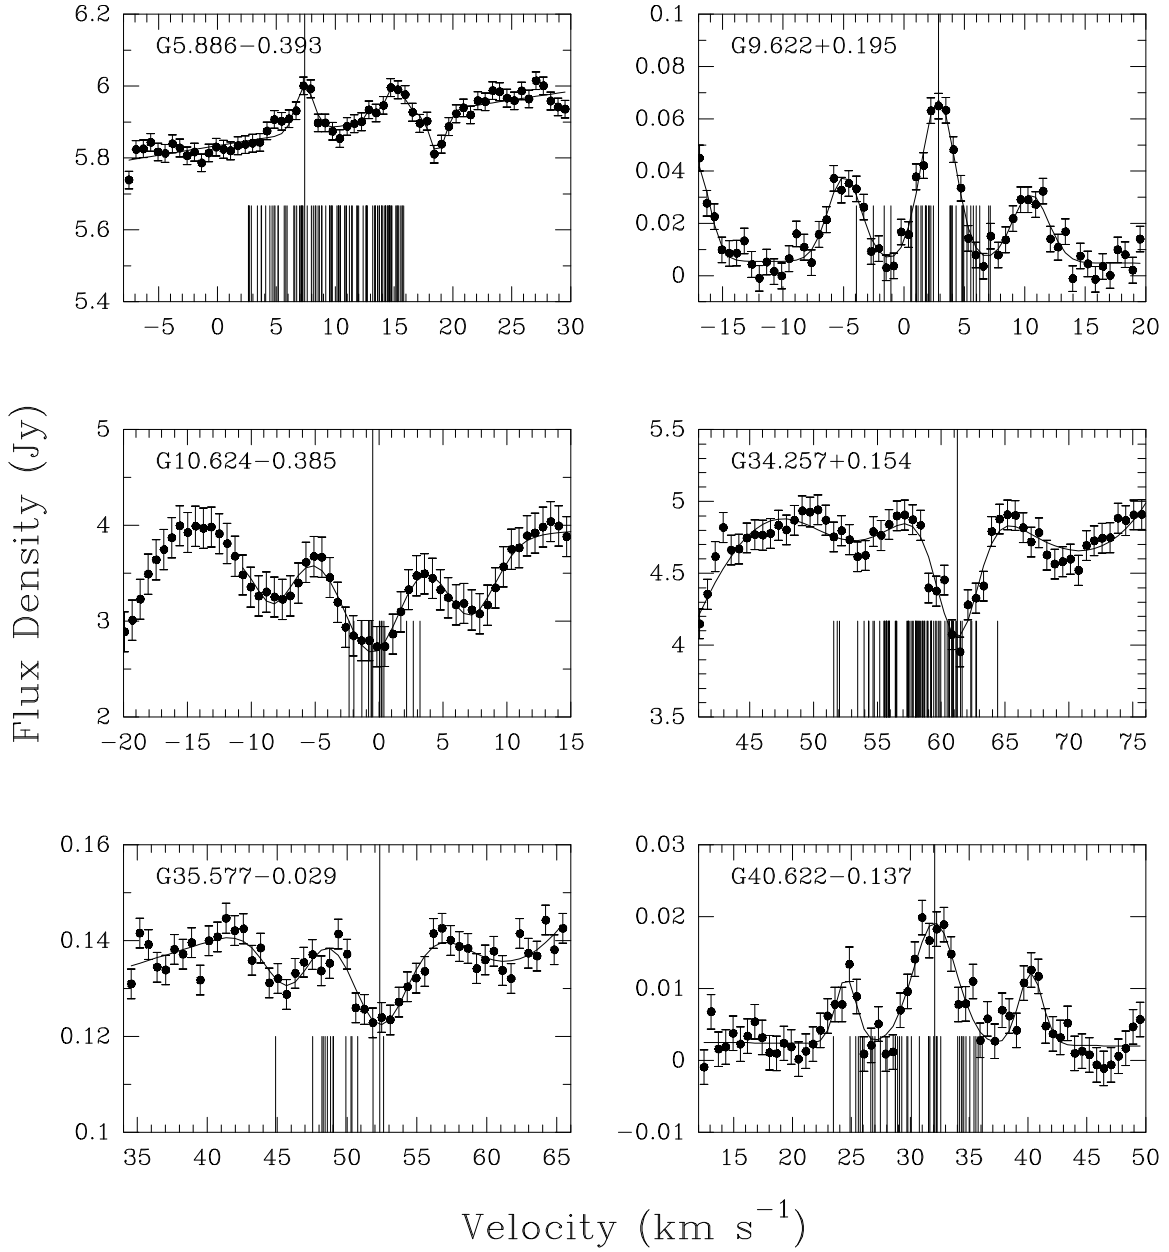 6.2
6
5.8
5.6
5.4
G5.886−0.393
−5 0 5 10 15 20 25 30
0.1
0.08
0.06
0.04
0.02
0
G9.622+0.195
−15 −10 −5 0 5 10 15 20
5
4
3
2
G10.624−0.385
−20 −15 −10 −5 0 5 10 15
5.5
5
4.5
4
3.5
G34.257+0.154
45 50 55 60 65 70 75
0.16
0.14
0.12
0.1
G35.577−0.029
35 40 45 50 55 60 65
0.03
0.02
0.01
0
−0.01
G40.622−0.137
15 20 25 30 35 40 45 50
Flux Density (Jy)
Velocity (km s⁻¹)